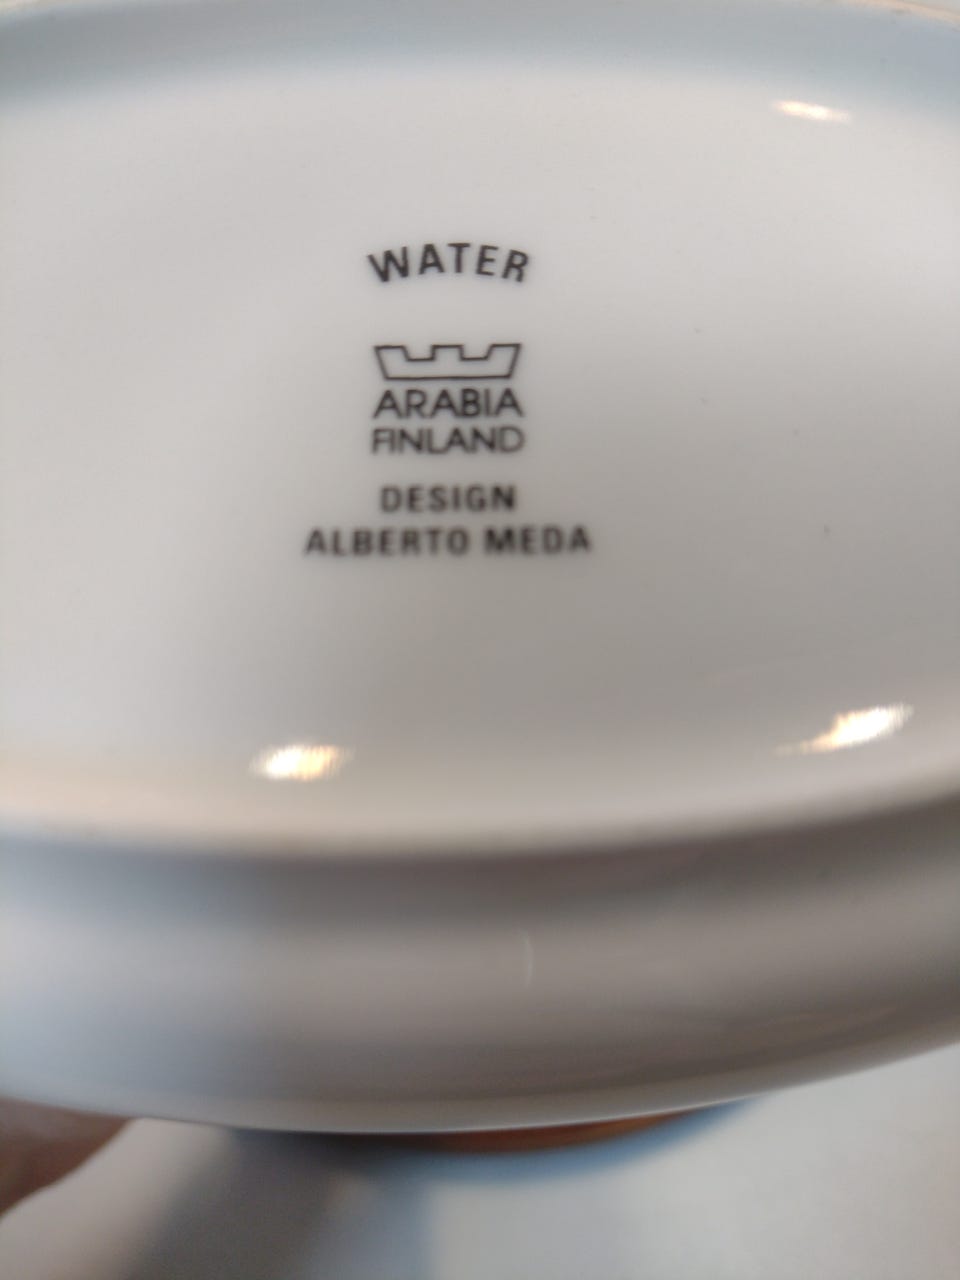 WATER
ARABIA
FINLAND
DESIGN
ALBERTO MEDA